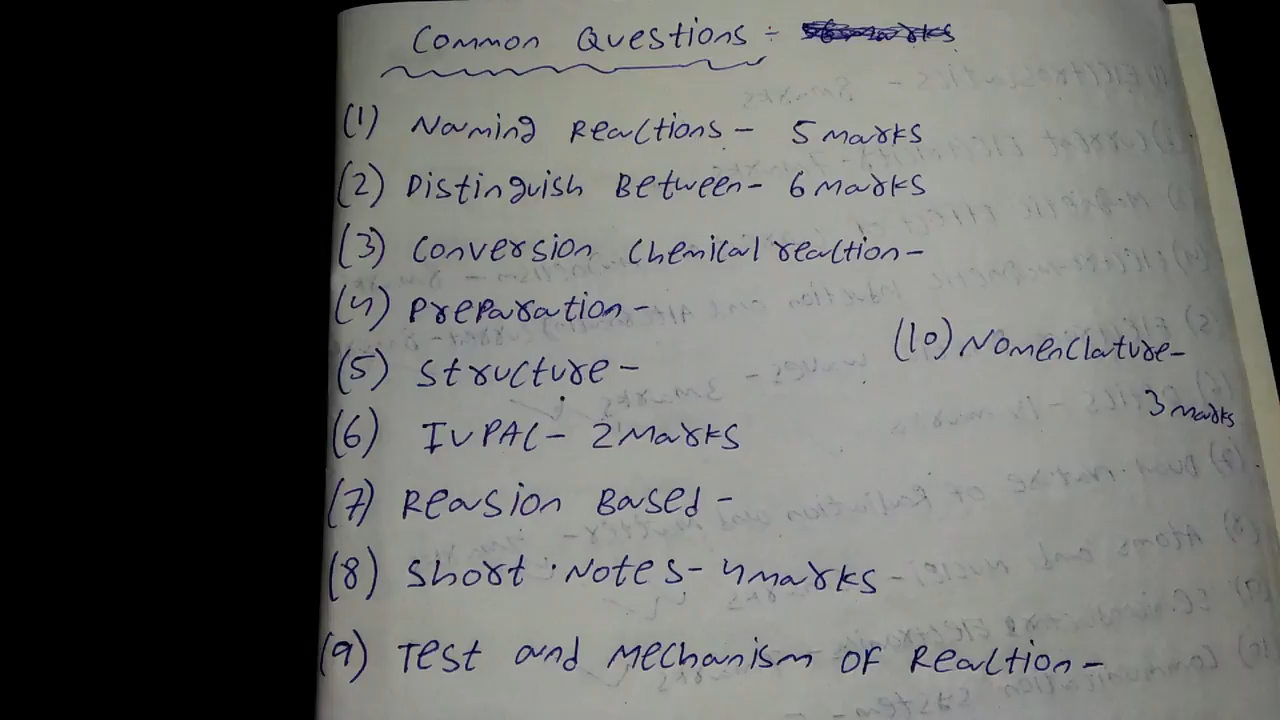 Common Questions ÷
(1) Naming Reactions - 5 marks
(2) Distinguish Between - 6 marks
(3) Conversion Chemical reaction -
(4) Preparation -
(5) Structure -
(10) Nomenclature -
3 marks
(6) IUPAC - 2 Marks
(7) Reasion Based -
(8) Short Notes - 4 marks
(9) Test and Mechanism of Reaction -